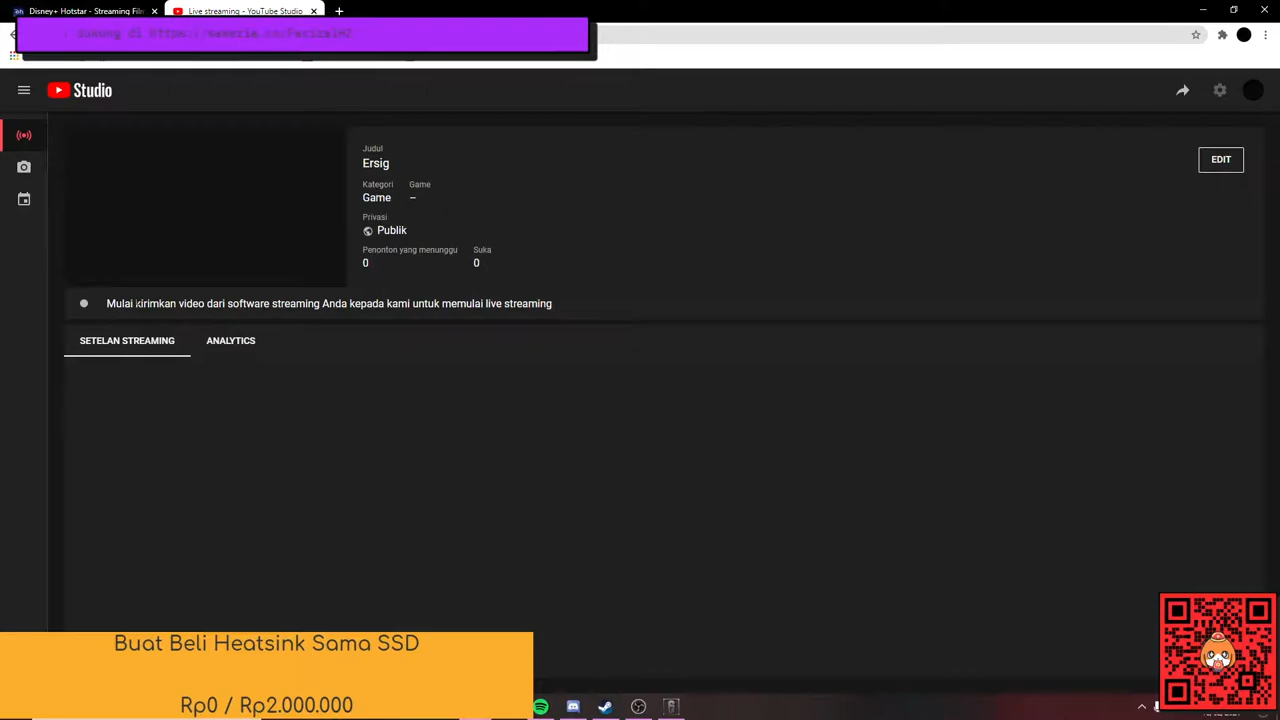 Disney+ Hotstar - Streaming Film
Live streaming - YouTube Studio
Studio
Judul
Ersig
EDIT
Kategori Game
Game –
Privasi
Publik
Penonton yang menunggu Suka
0 0
Mulai kirimkan video dari software streaming Anda kepada kami untuk memulai live streaming
SETELAN STREAMING ANALYTICS
Buat Beli Heatsink Sama SSD
Rp0 / Rp2.000.000